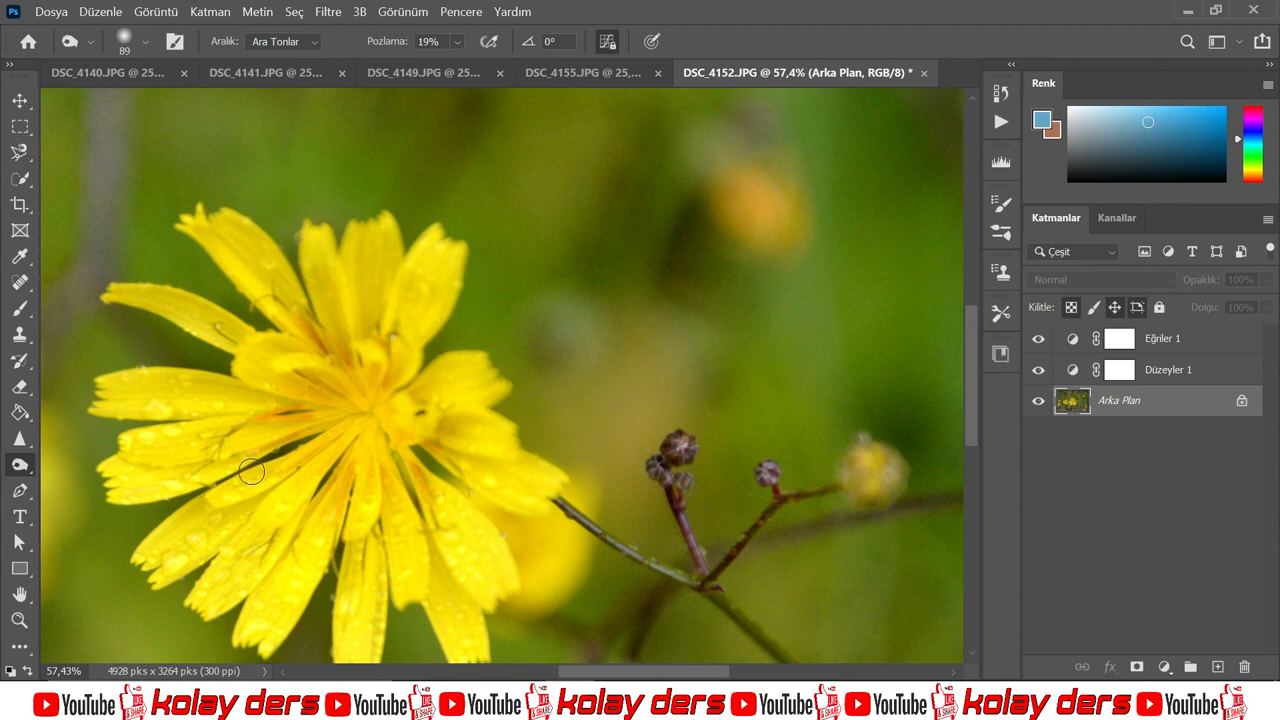 Ps Dosya Düzenle Görüntü Katman Metin Seç Filtre 3B Görünüm Pencere Yardım
89 Aralık: Ara Tonlar Pozlama: 19% 0°
DSC_4140.JPG @ 25... × DSC_4141.JPG @ 25... × DSC_4149.JPG @ 25... × DSC_4155.JPG @ 25,... × DSC_4152.JPG @ 57,4% (Arka Plan, RGB/8) * ×
Renk
Katmanlar Kanallar
Çeşit
Normal Opaklık: 100%
Kilitle: Dolgu: 100%
Eğriler 1
Düzeyler 1
Arka Plan
57,43% 4928 pks x 3264 pks (300 ppi)
fx
YouTube kolay ders YouTube YouTube kolay ders YouTube YouTube kolay ders YouTube